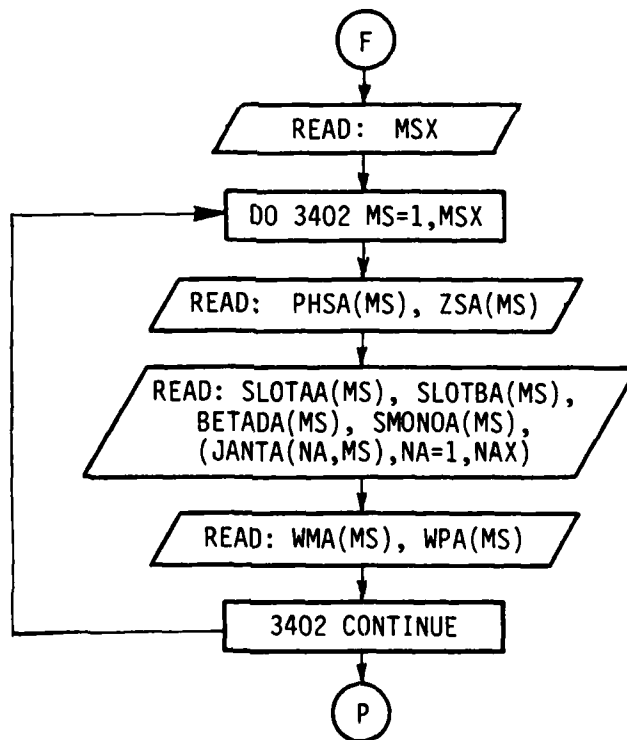 F
READ: MSX
DO 3402 MS=1,MSX
READ: PHSA(MS), ZSA(MS)
READ: SLOTAA(MS), SLOTBA(MS),
BETADA(MS), SMONOA(MS),
(JANTA(NA,MS),NA=1,NAX)
READ: WMA(MS), WPA(MS)
3402 CONTINUE
P